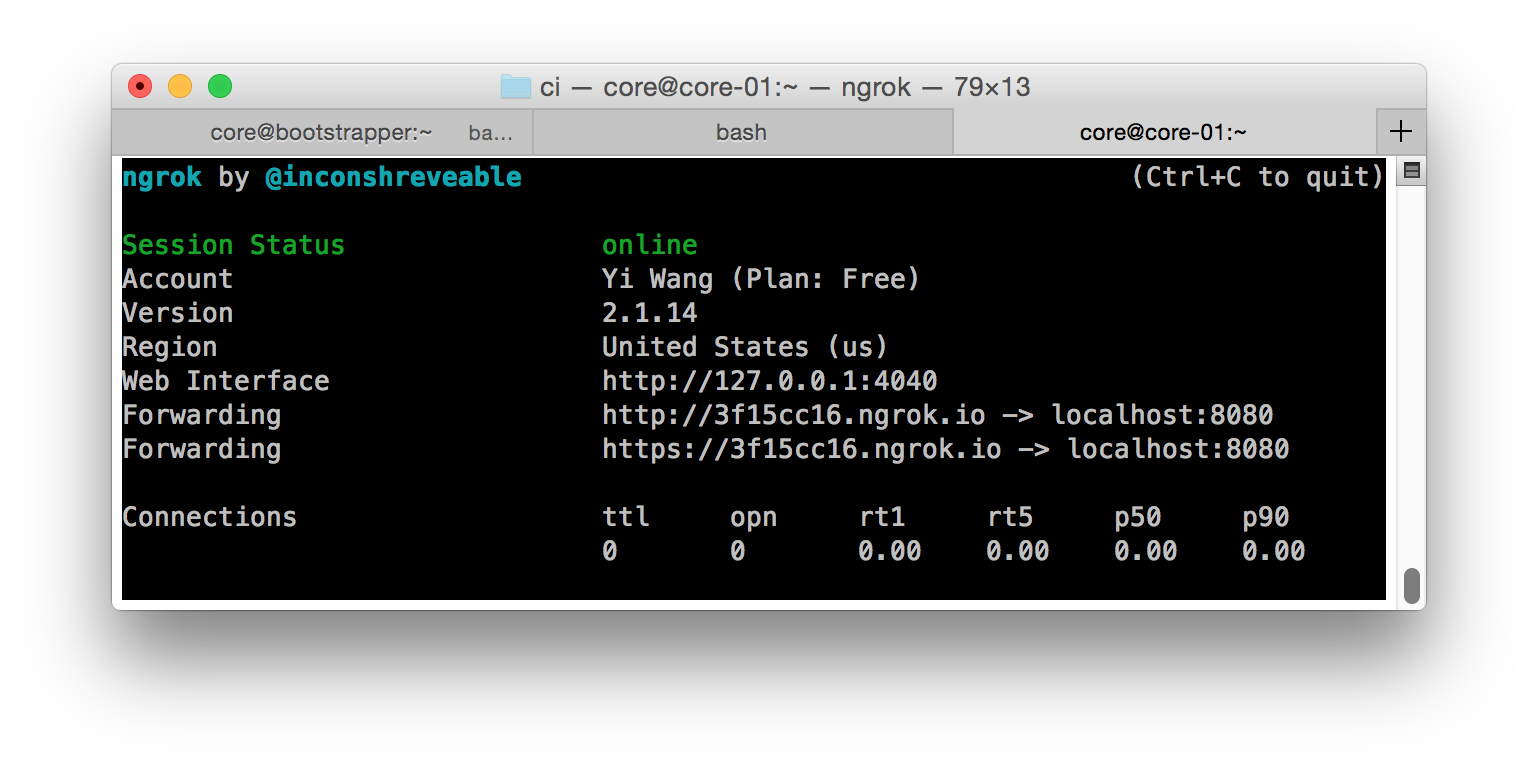 ci — core@core-01:~ — ngrok — 79×13
core@bootstrapper:~ ba... bash core@core-01:~ +
ngrok by @inconshreveable (Ctrl+C to quit)
Session Status online
Account Yi Wang (Plan: Free)
Version 2.1.14
Region United States (us)
Web Interface http://127.0.0.1:4040
Forwarding http://3f15cc16.ngrok.io -> localhost:8080
Forwarding https://3f15cc16.ngrok.io -> localhost:8080
Connections ttl opn rt1 rt5 p50 p90
0 0 0.00 0.00 0.00 0.00